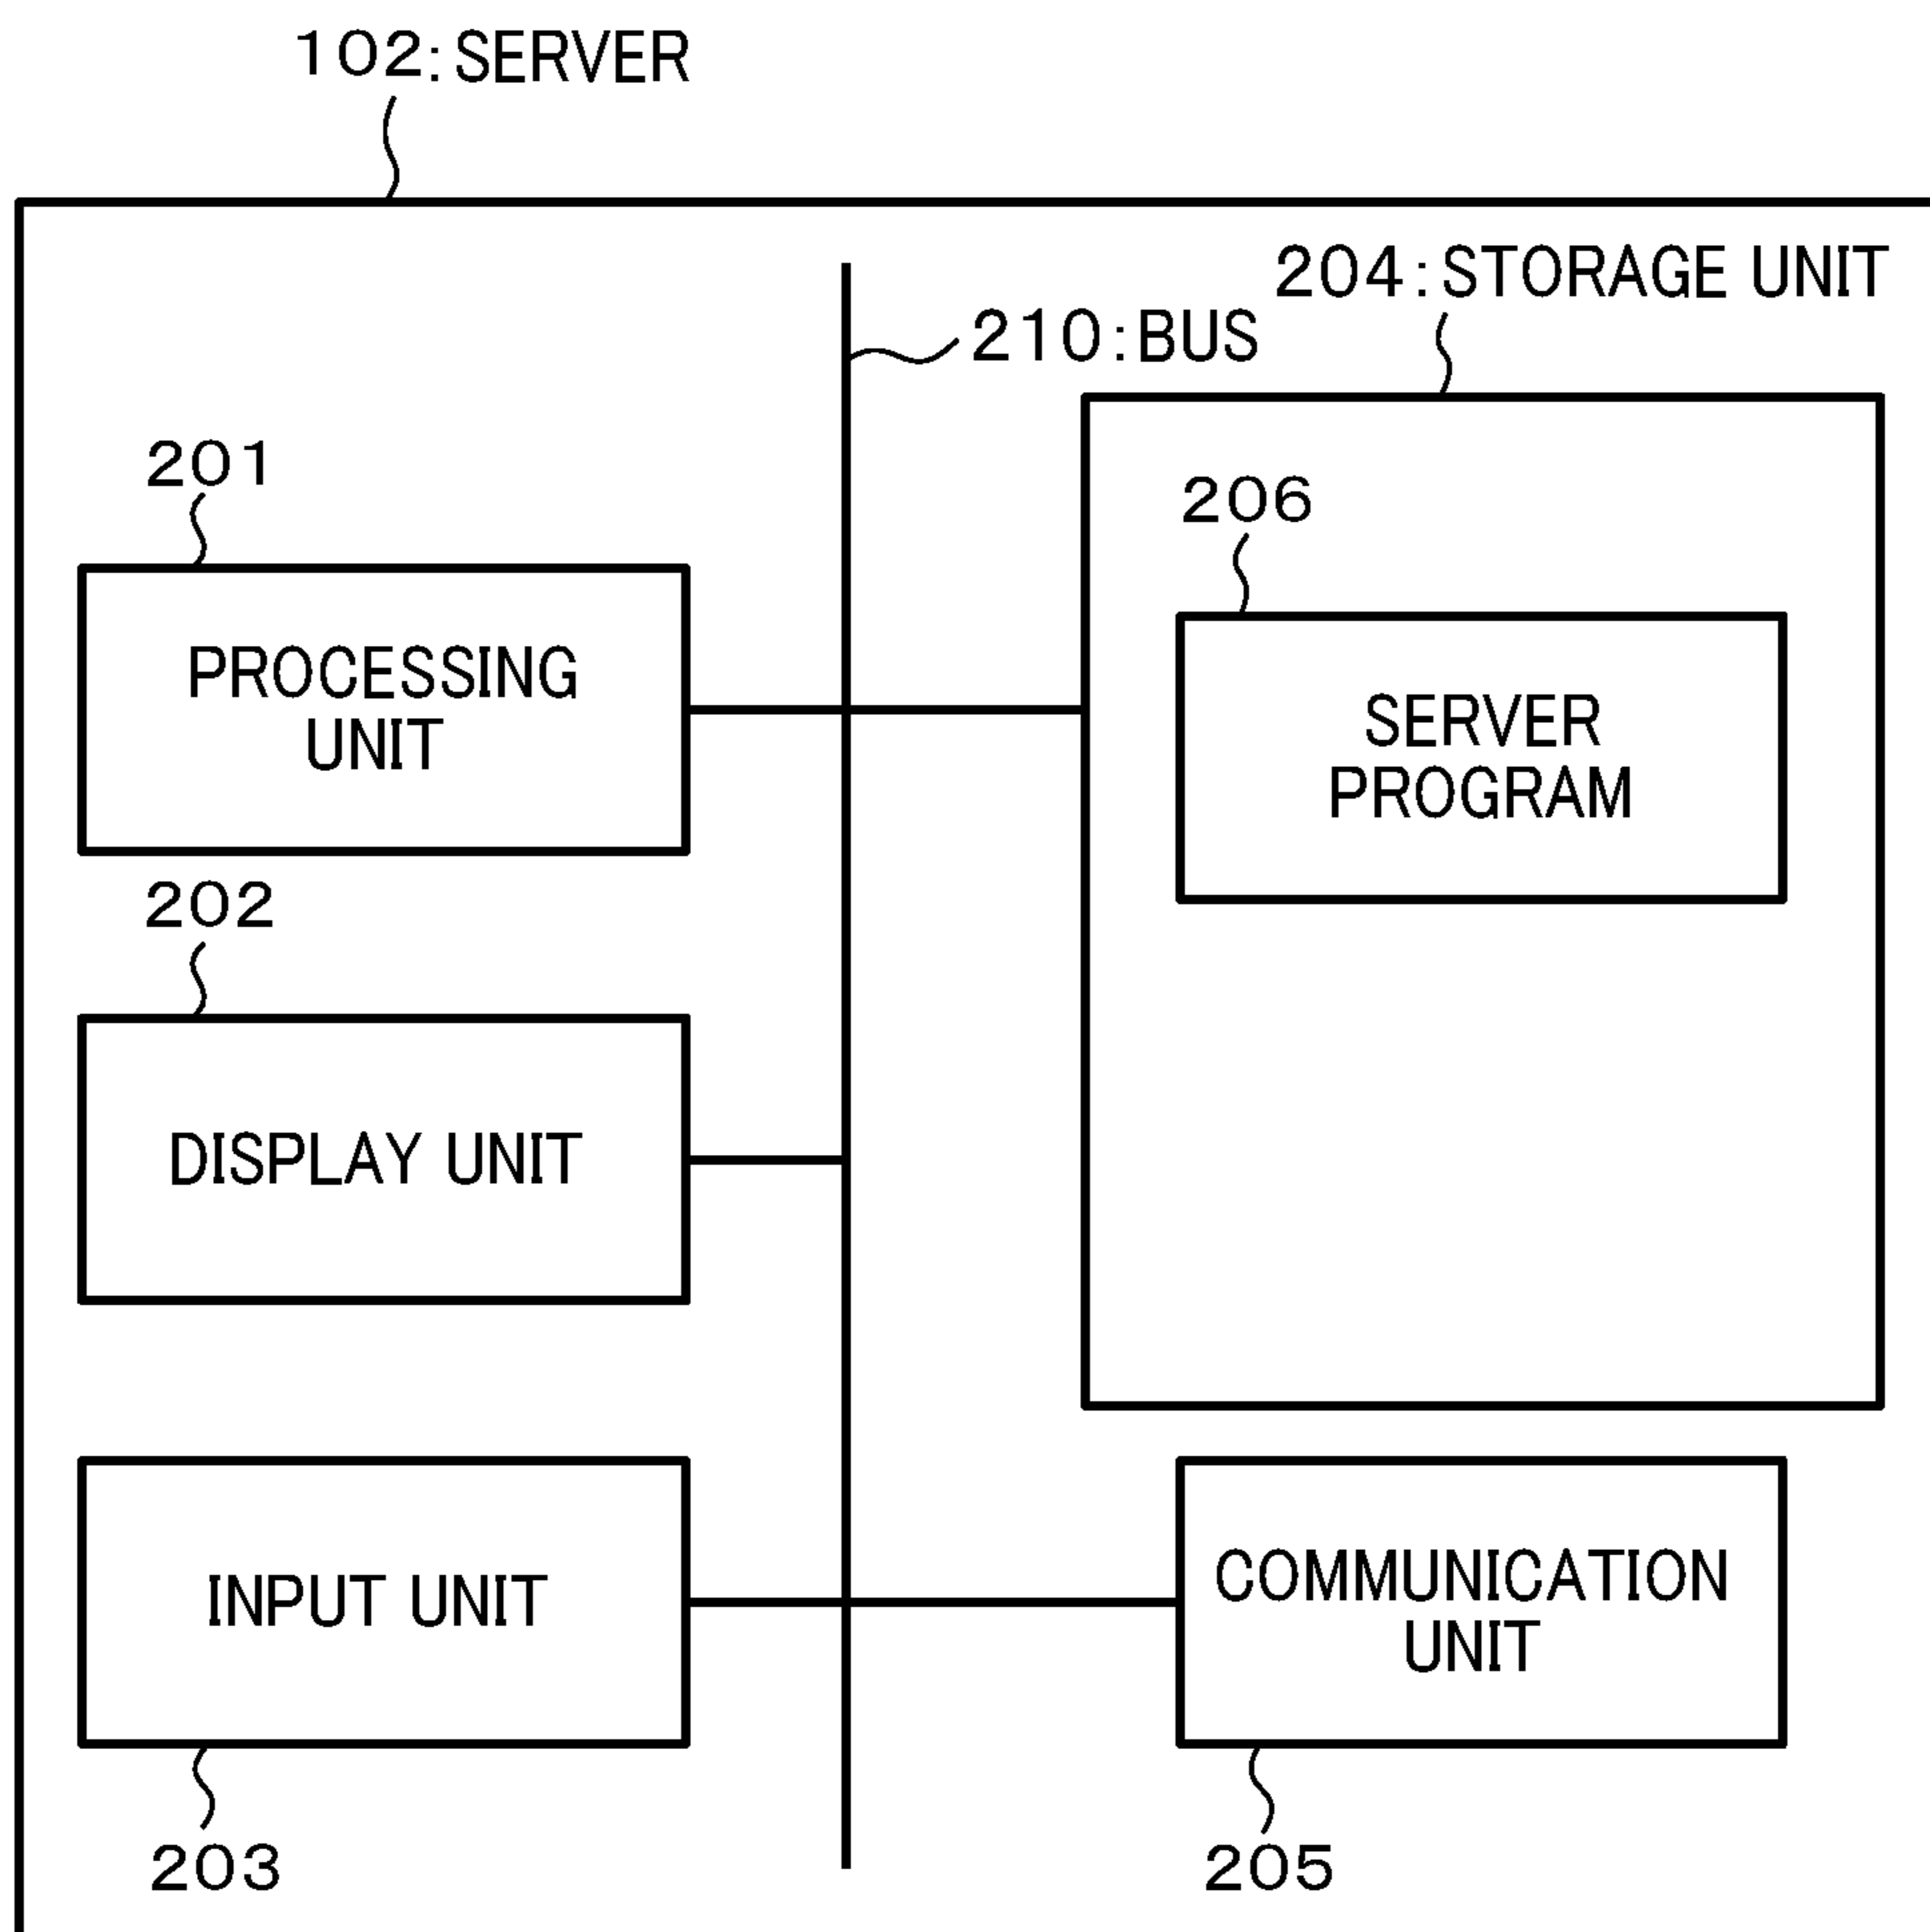 102:SERVER
204:STORAGE UNIT
210:BUS
201
206
PROCESSING
UNIT
SERVER
PROGRAM
202
DISPLAY UNIT
INPUT UNIT
COMMUNICATION
UNIT
203
205